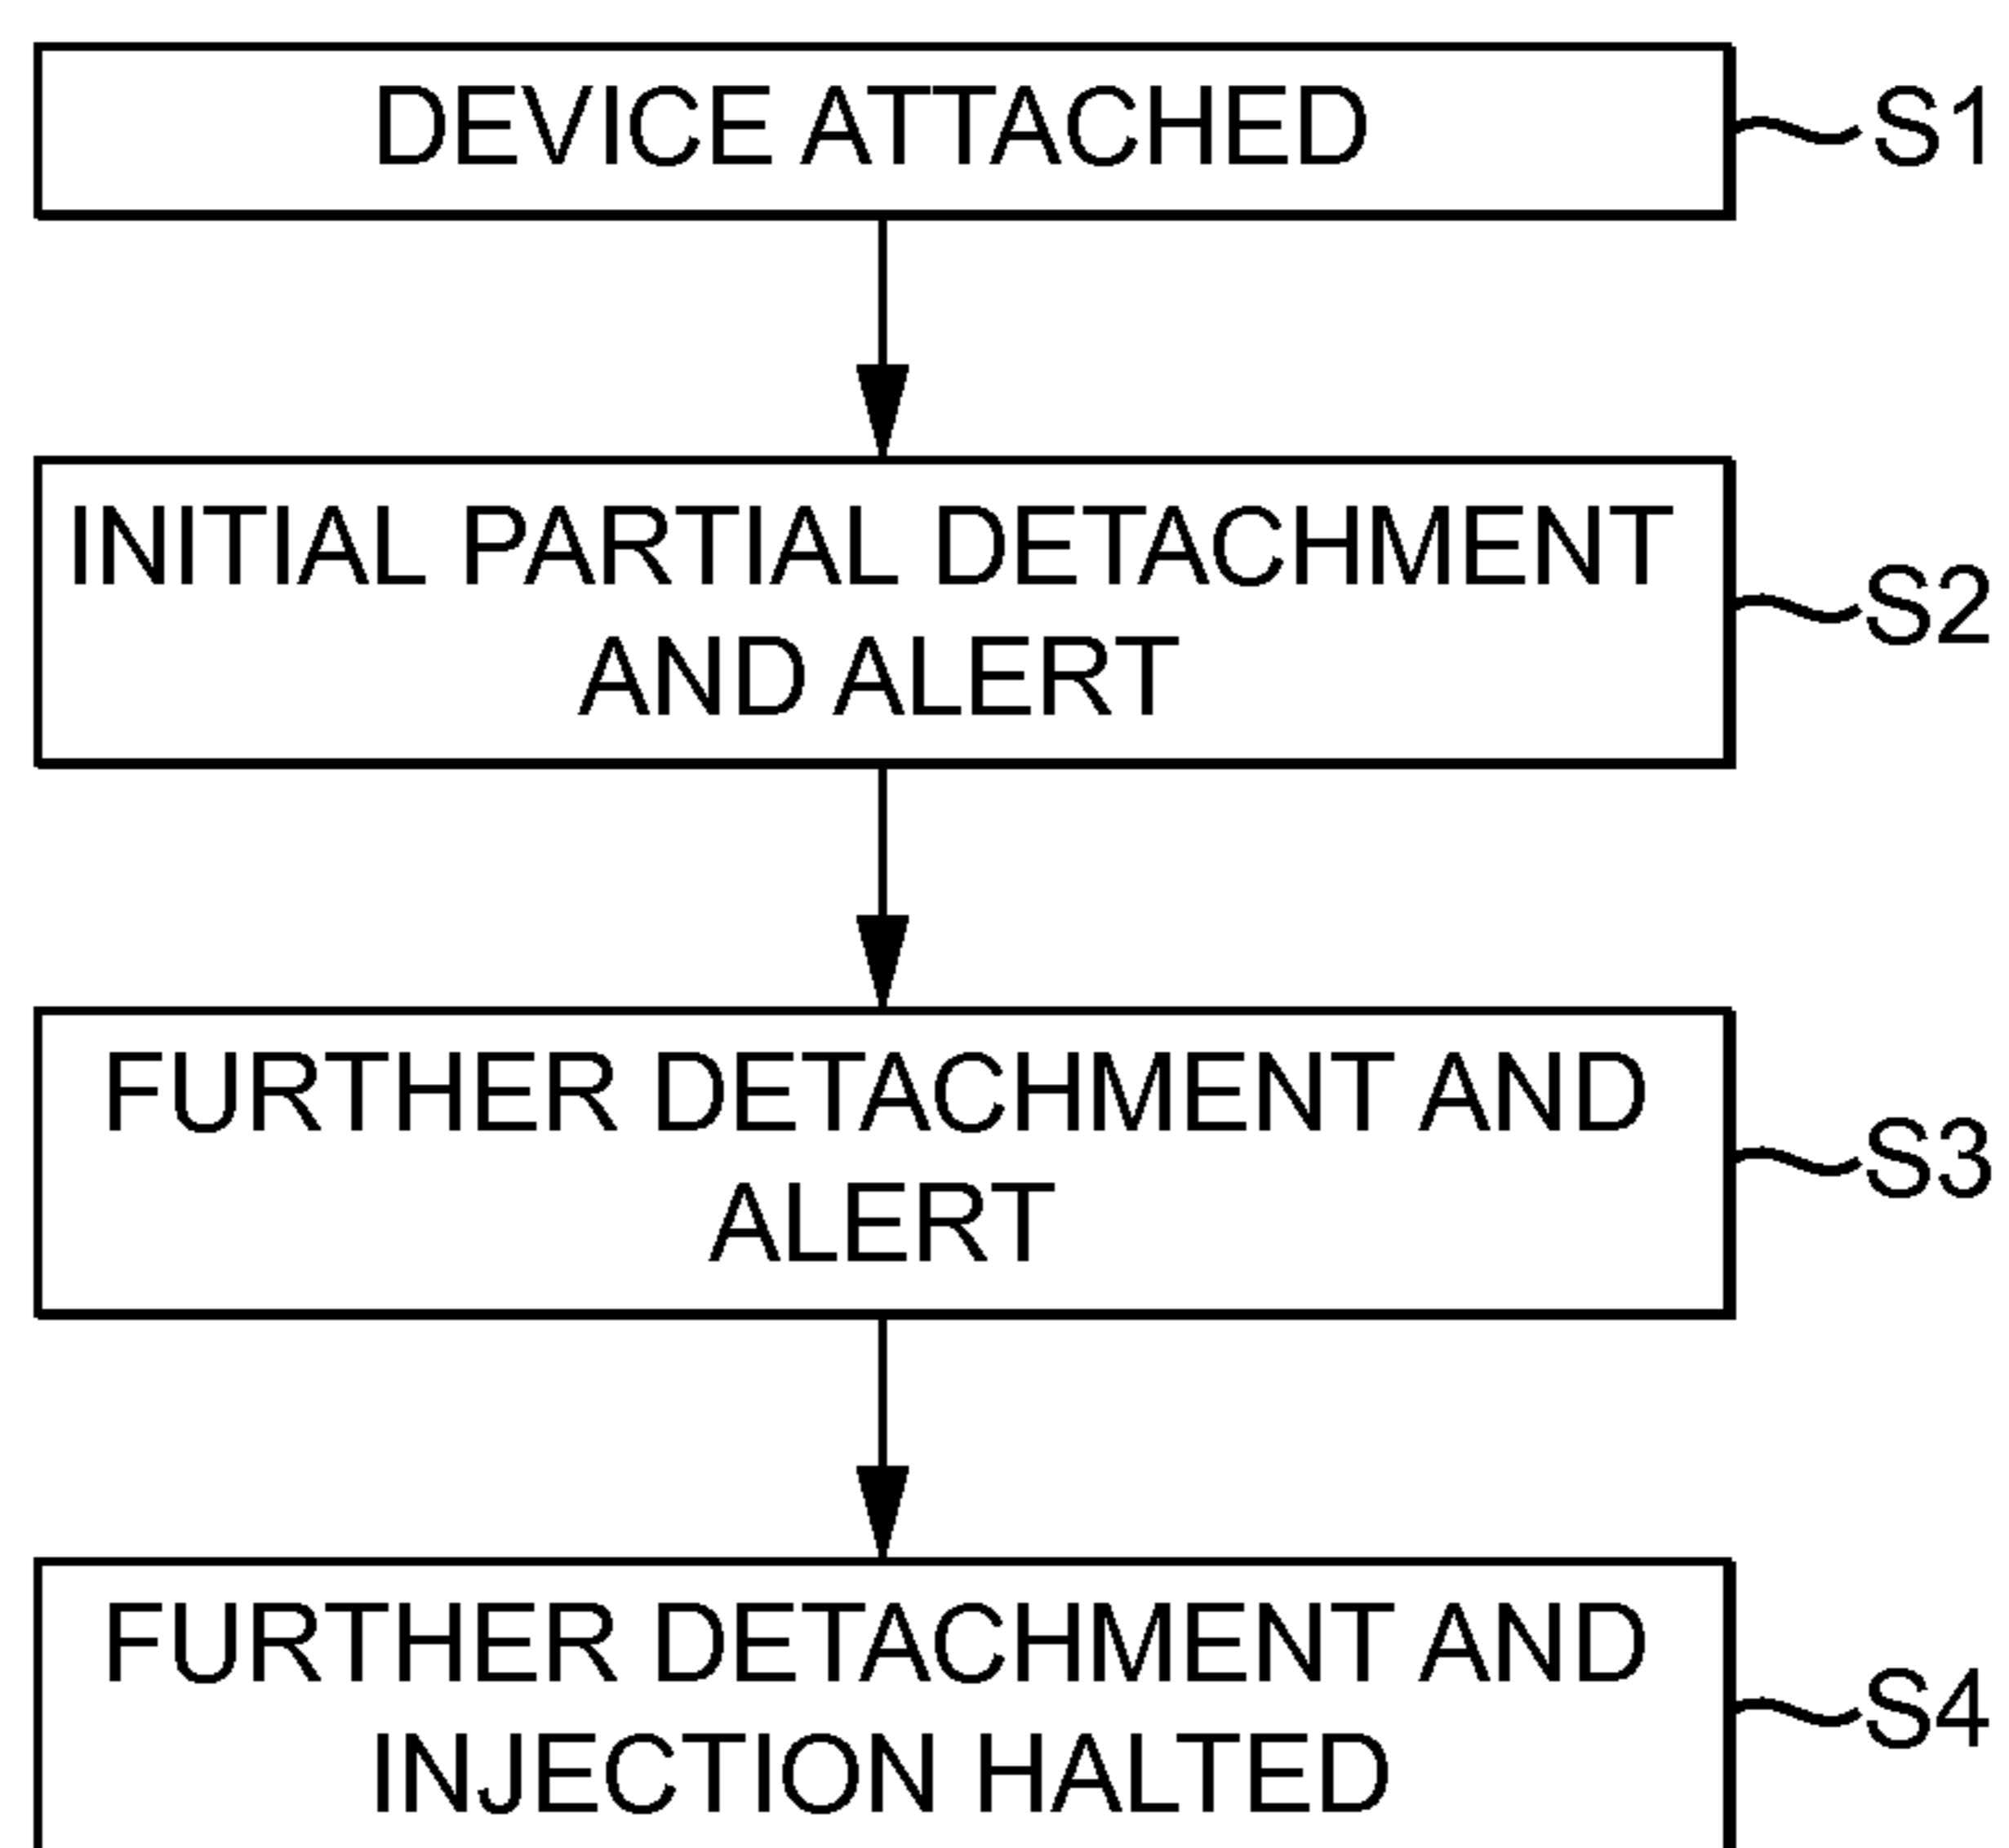 DEVICE ATTACHED
S1
INITIAL PARTIAL DETACHMENT
AND ALERT
S2
FURTHER DETACHMENT AND
ALERT
S3
FURTHER DETACHMENT AND
INJECTION HALTED
S4